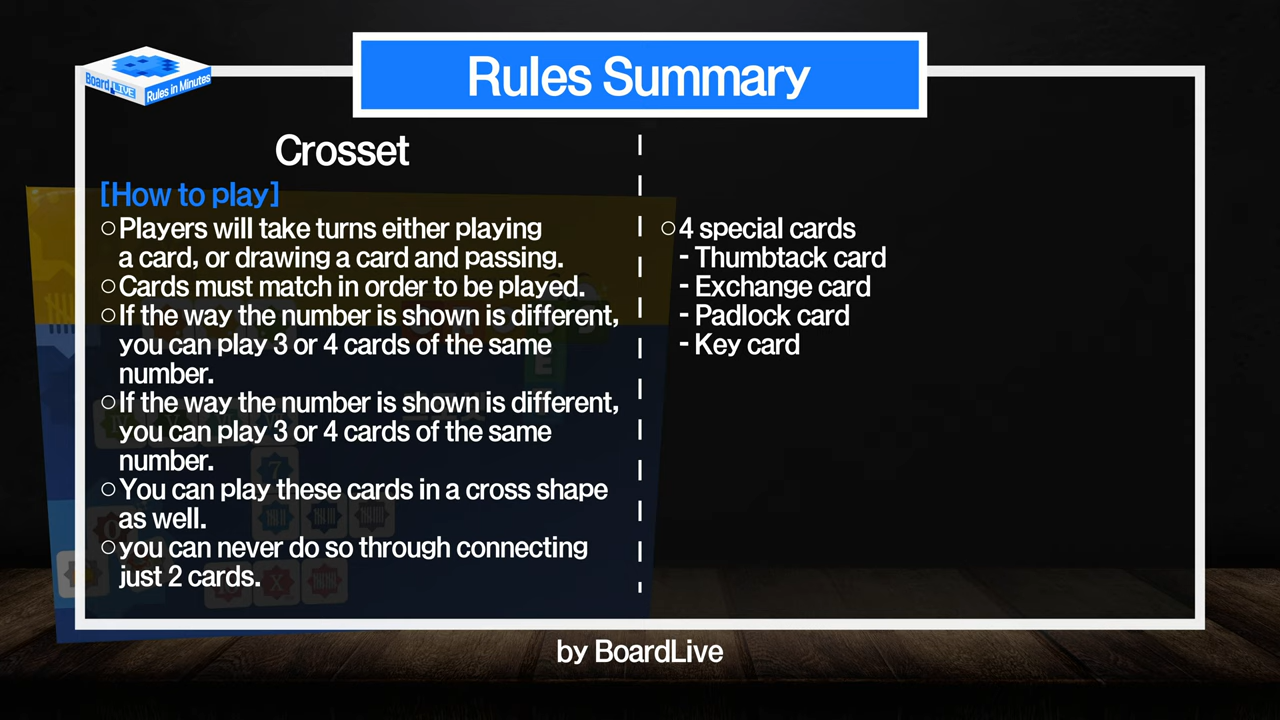 Board LIVE
Rules in Minutes
Rules Summary
Crosset
[How to play]
○Players will take turns either playing
a card, or drawing a card and passing.
○Cards must match in order to be played.
○If the way the number is shown is different,
you can play 3 or 4 cards of the same
number.
○If the way the number is shown is different,
you can play 3 or 4 cards of the same
number.
○You can play these cards in a cross shape
as well.
○you can never do so through connecting
just 2 cards.
○4 special cards
- Thumbtack card
- Exchange card
- Padlock card
- Key card
by BoardLive